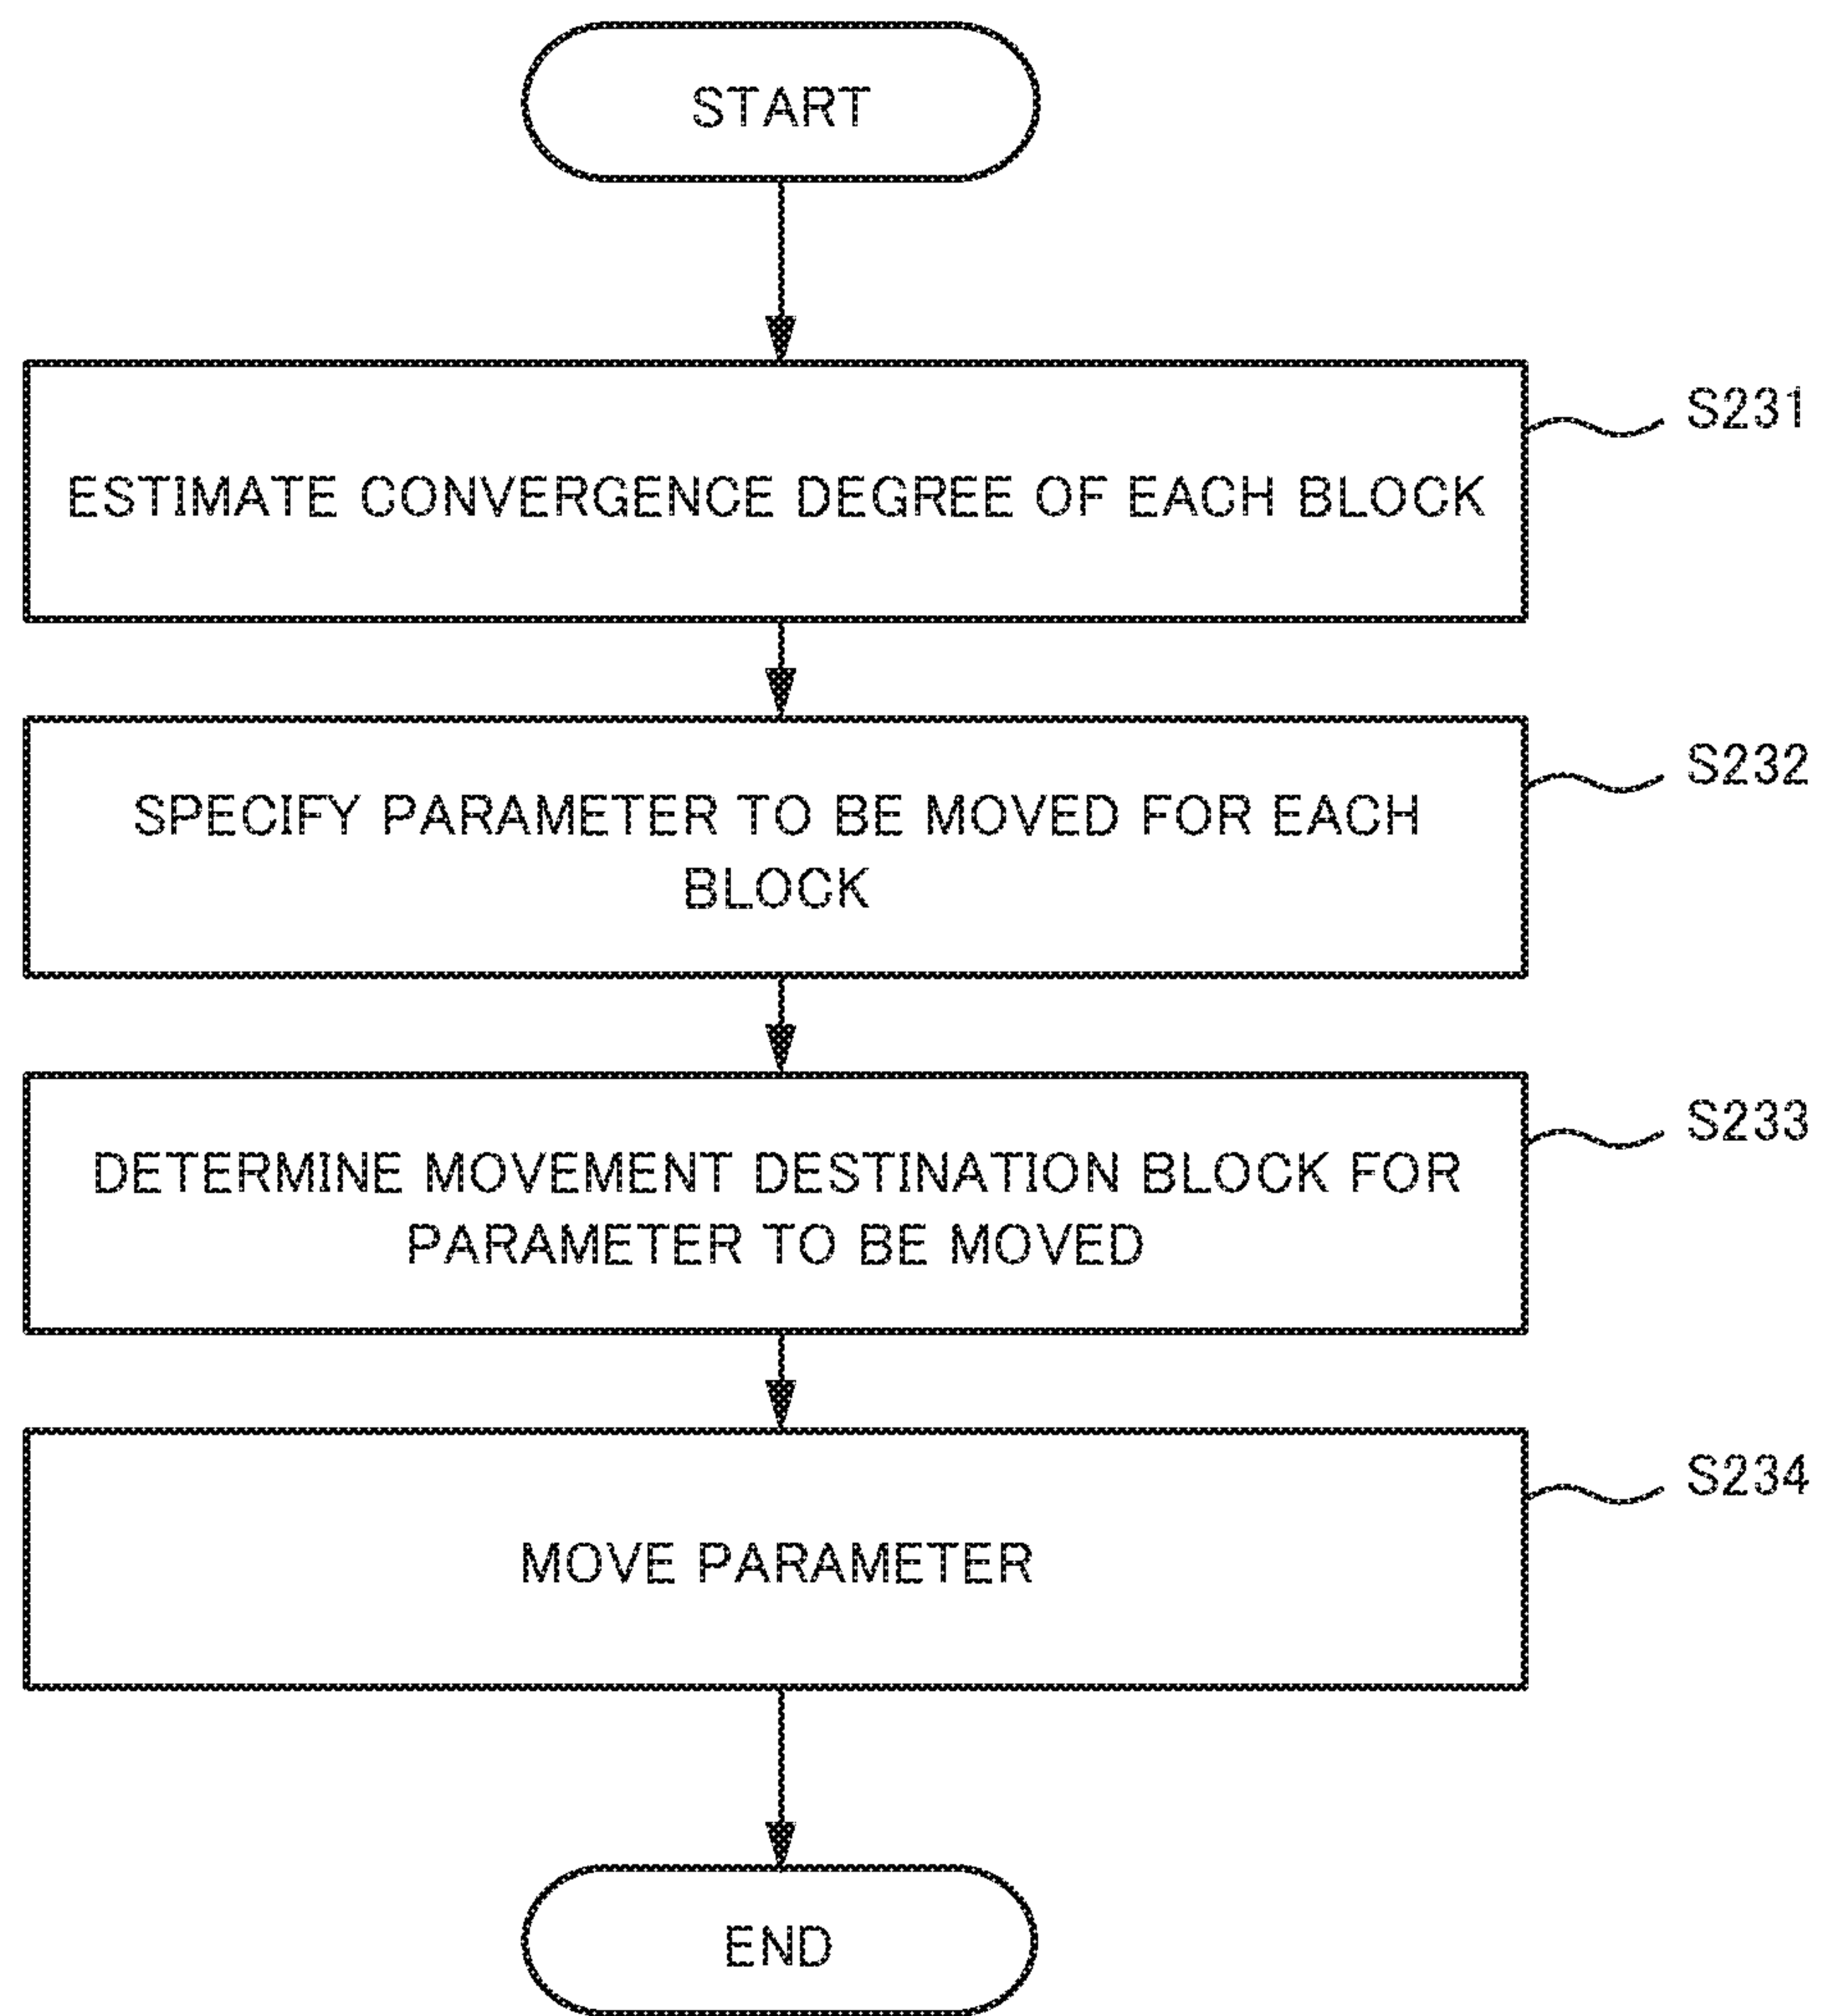 START
S231
ESTIMATE CONVERGENCE DEGREE OF EACH BLOCK
S232
SPECIFY PARAMETER TO BE MOVED FOR EACH
BLOCK
S233
DETERMINE MOVEMENT DESTINATION BLOCK FOR
PARAMETER TO BE MOVED
S234
MOVE PARAMETER
END